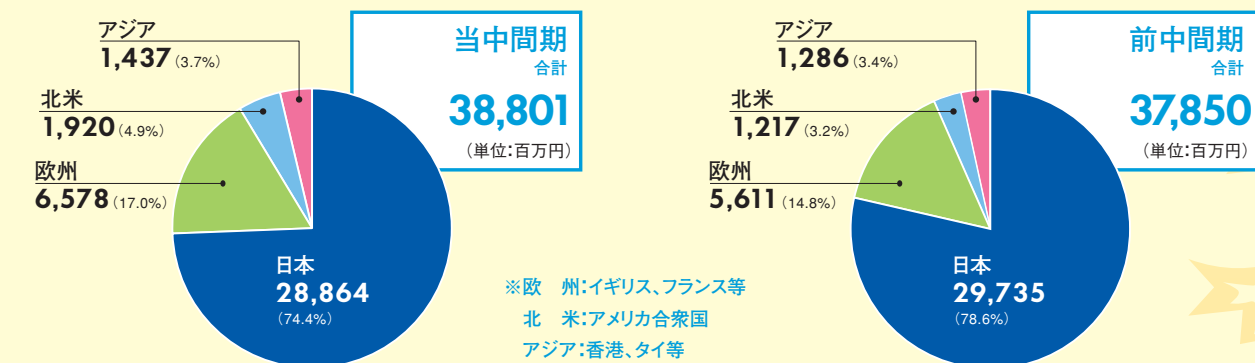 当中間期
合計
38,801
(単位:百万円)
アジア
1,437(3.7%)
北米
1,920(4.9%)
欧州
6,578(17.0%)
日本
28,864
(74.4%)
前中間期
合計
37,850
(単位:百万円)
アジア
1,286(3.4%)
北米
1,217(3.2%)
欧州
5,611(14.8%)
日本
29,735
(78.6%)
※欧　州:イギリス、フランス等
北　米:アメリカ合衆国
アジア:香港、タイ等